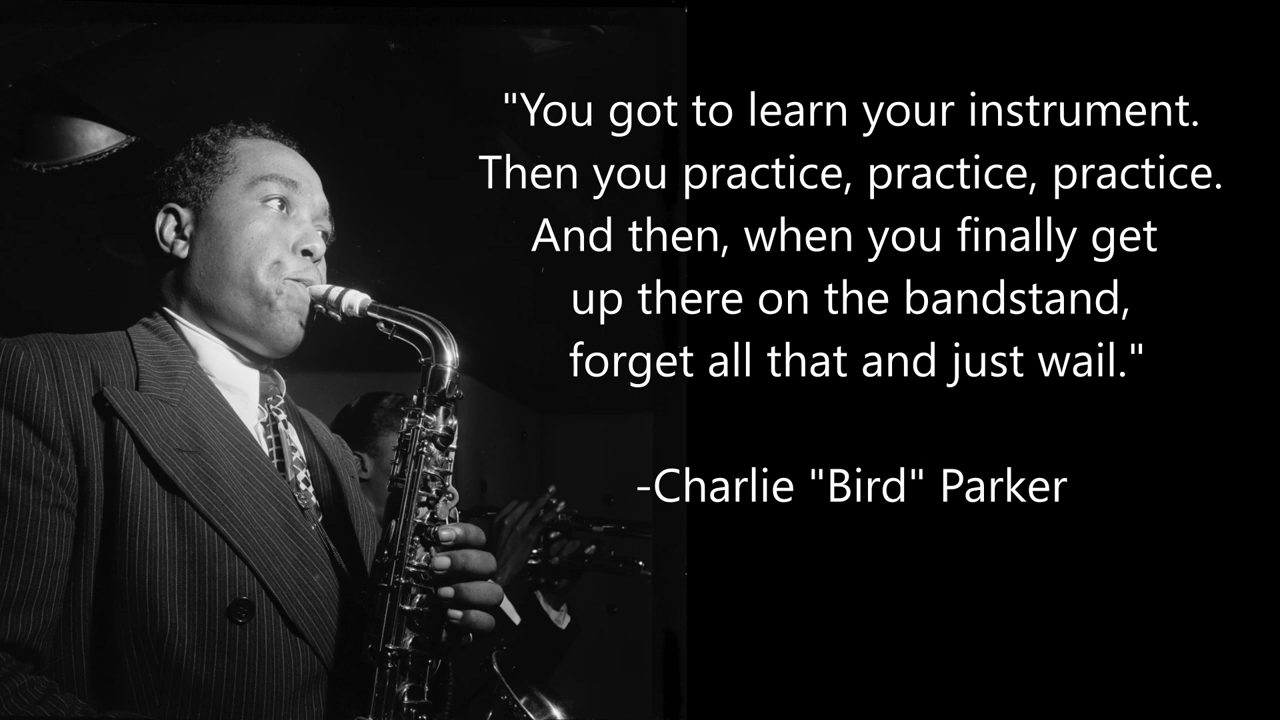 "You got to learn your instrument.
Then you practice, practice, practice.
And then, when you finally get
up there on the bandstand,
forget all that and just wail."
-Charlie "Bird" Parker